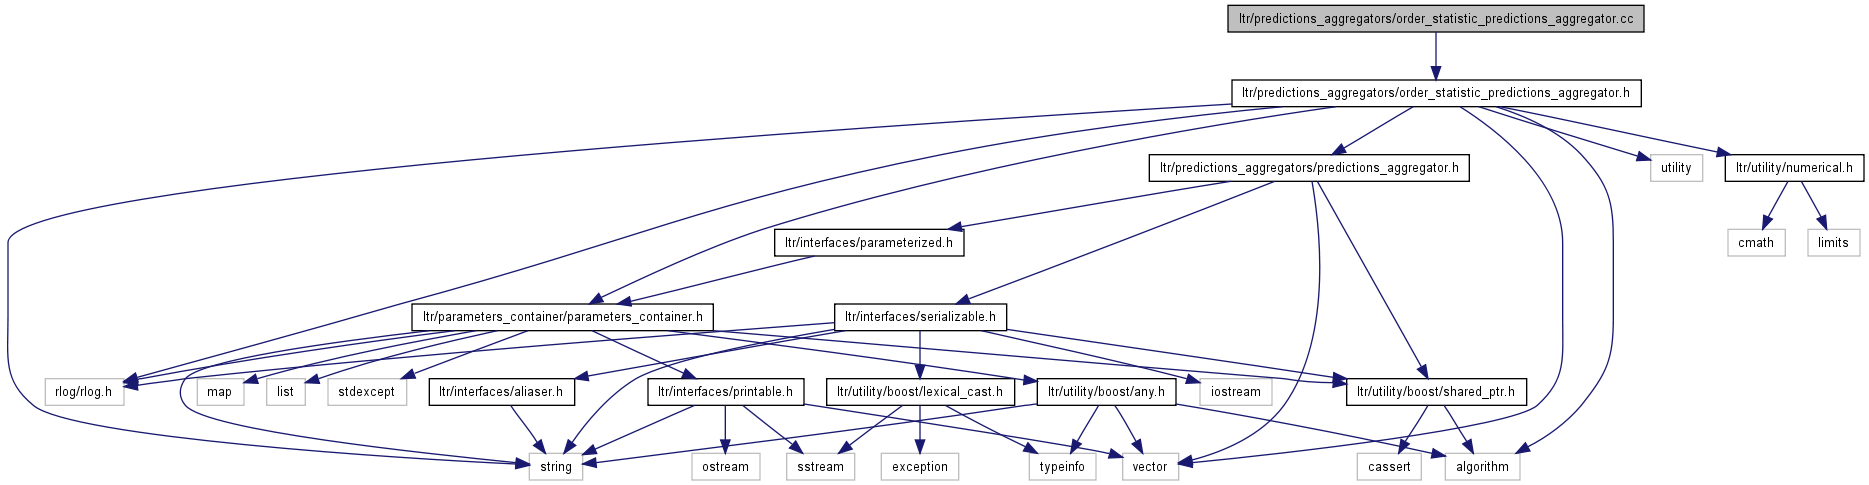 ltr/predictions_aggregators/order_statistic_predictions_aggregator.cc
ltr/predictions_aggregators/order_statistic_predictions_aggregator.h
ltr/predictions_aggregators/predictions_aggregator.h
utility
ltr/utility/numerical.h
ltr/interfaces/parameterized.h
cmath
limits
ltr/parameters_container/parameters_container.h
ltr/interfaces/serializable.h
rlog/rlog.h
map
list
stdexcept
ltr/interfaces/aliaser.h
ltr/interfaces/printable.h
ltr/utility/boost/lexical_cast.h
ltr/utility/boost/any.h
iostream
ltr/utility/boost/shared_ptr.h
string
ostream
sstream
exception
typeinfo
vector
cassert
algorithm